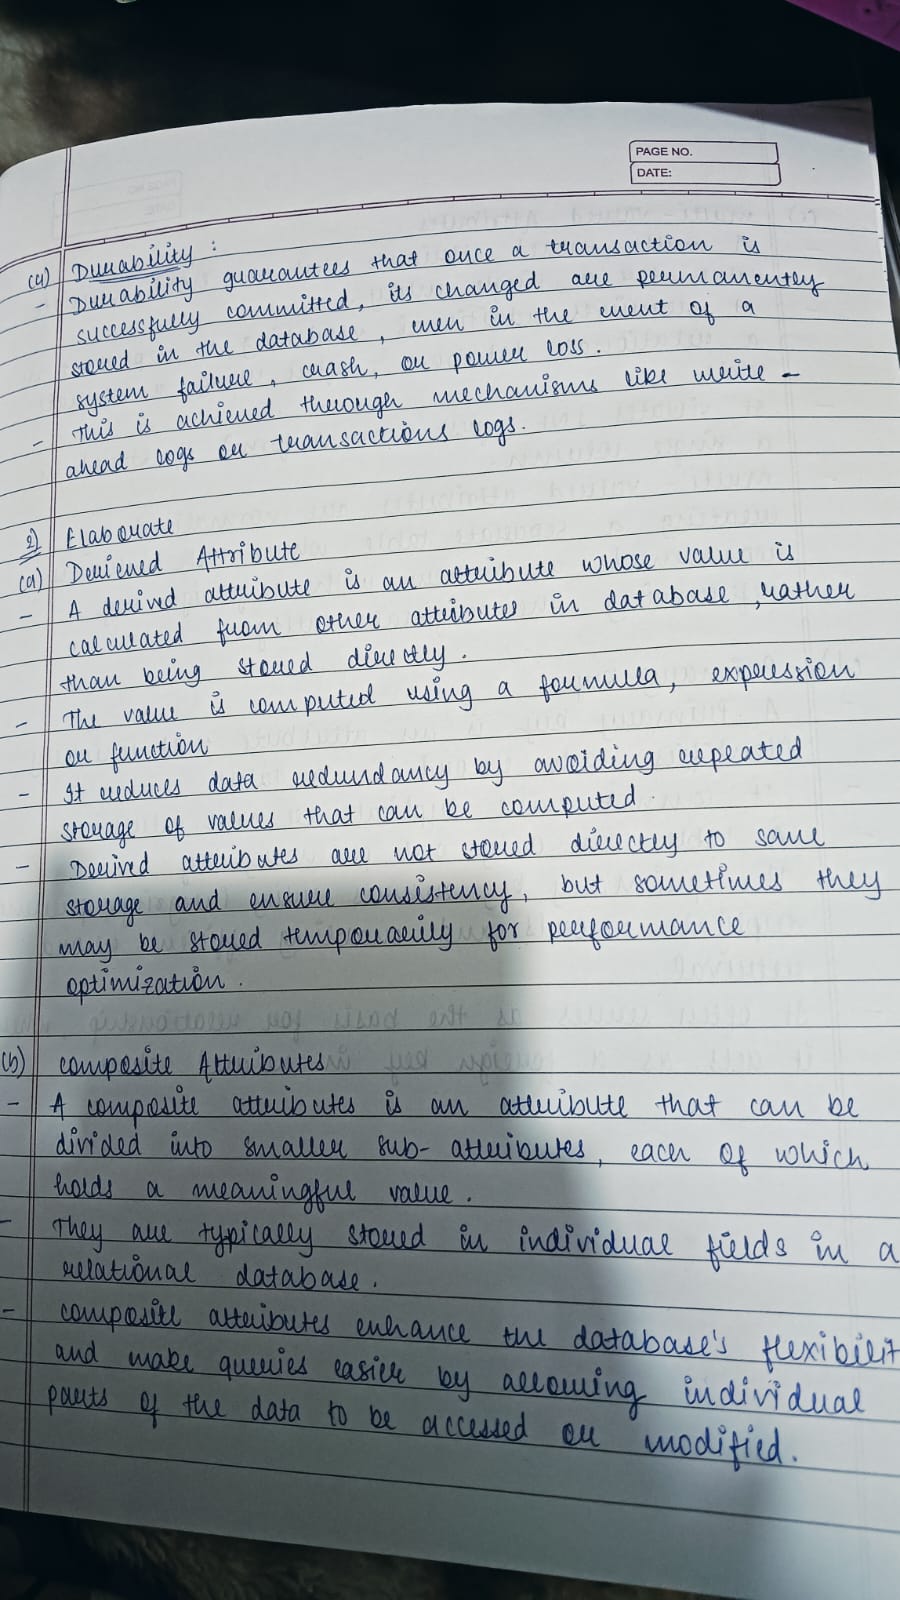 PAGE NO.
DATE:
(4) Durability :
- Durability guarantees that once a transaction is
successfully committed, its changed are permanently
stored in the database, even in the event of a
system failure, crash, or power loss.
- This is achieved through mechanisms like write -
ahead logs or transactions logs.
2) Elaborate
(a) Derived Attribute
- A derived attribute is an attribute whose value is
calculated from other attributes in database, rather
than being stored directly.
- The value is computed using a formula, expression
or function
- It reduces data redundancy by avoiding repeated
storage of values that can be computed.
- Derived attributes are not stored directly to save
storage and ensure consistency, but sometimes they
may be stored temporarily for performance
optimization.
(b) composite Attributes
- A composite attributes is an attribute that can be
divided into smaller sub-attributes, each of which
holds a meaningful value.
- They are typically stored in individual fields in a
relational database.
- composite attributes enhance the database's flexibilit
and make queries easier by allowing individual
parts of the data to be accessed or modified.